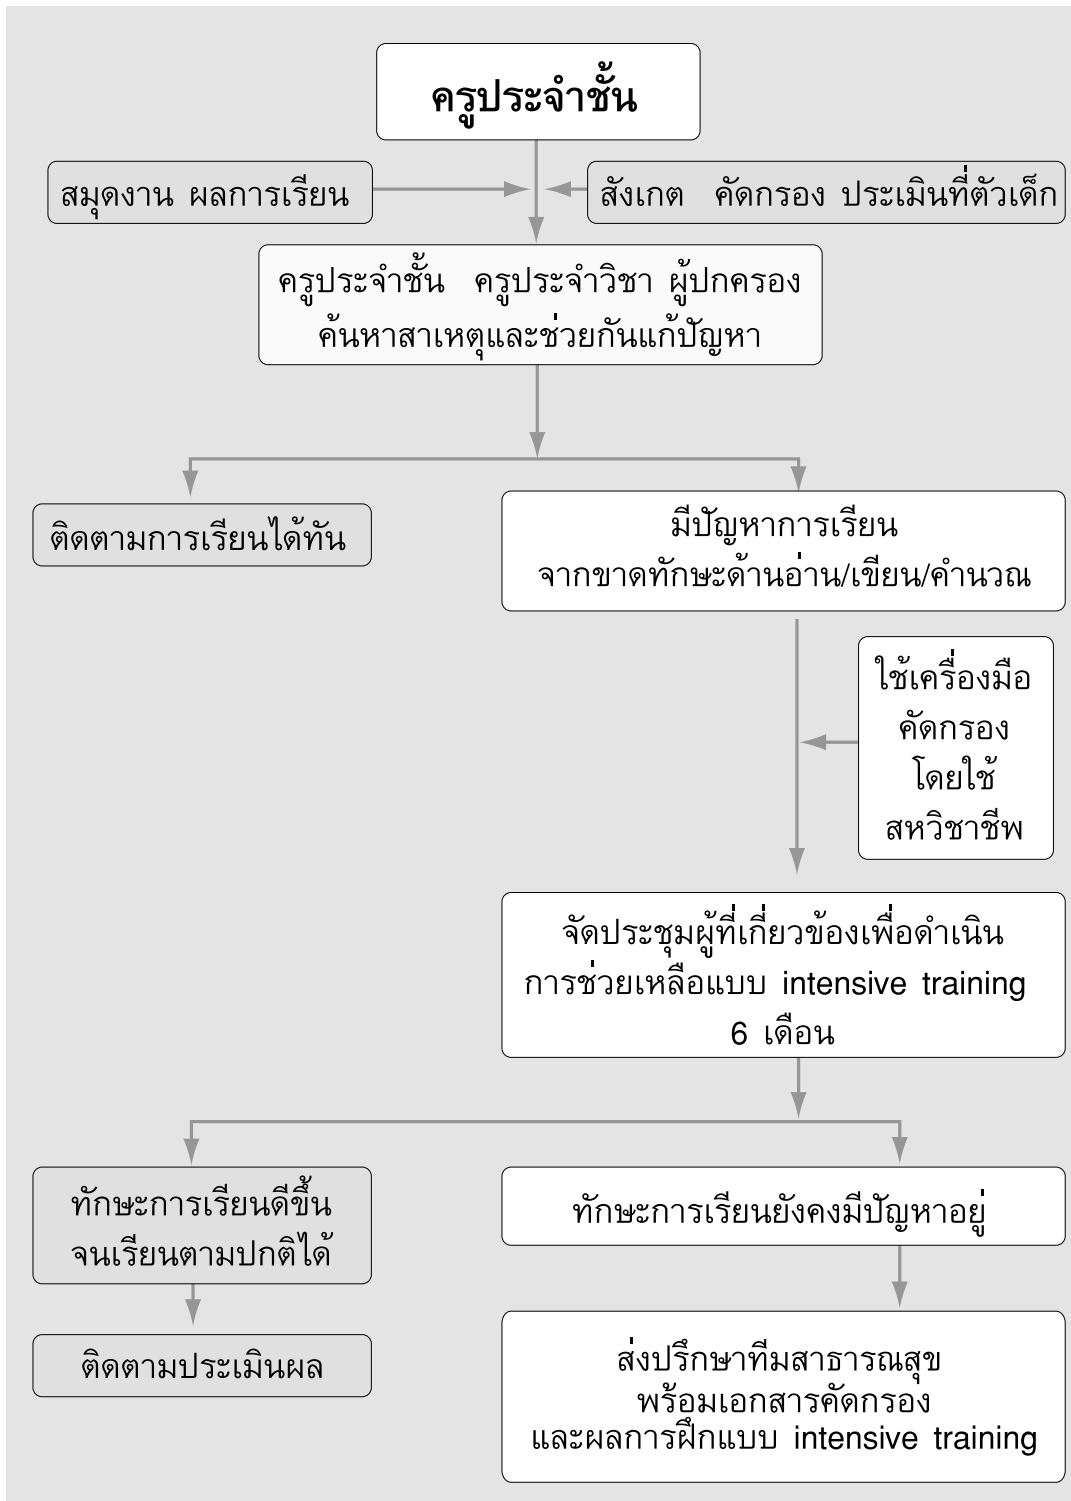 ครูประจำชั้น
สมุดงาน ผลการเรียน
สังเกต คัดกรอง ประเมินที่ตัวเด็ก
ครูประจำชั้น ครูประจำวิชา ผู้ปกครอง
ค้นหาสาเหตุและช่วยกันแก้ปัญหา
ติดตามการเรียนได้ทัน
มีปัญหาการเรียน
จากขาดทักษะด้านอ่าน/เขียน/คำนวณ
ใช้เครื่องมือ
คัดกรอง
โดยใช้
สหวิชาชีพ
จัดประชุมผู้ที่เกี่ยวข้องเพื่อดำเนิน
การช่วยเหลือแบบ intensive training
6 เดือน
ทักษะการเรียนดีขึ้น
จนเรียนตามปกติได้
ทักษะการเรียนยังคงมีปัญหาอยู่
ติดตามประเมินผล
ส่งปรึกษาทีมสาธารณสุข
พร้อมเอกสารคัดกรอง
และผลการฝึกแบบ intensive training